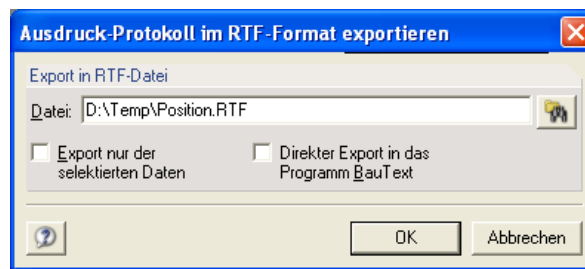 Ausdruck-Protokoll im RTF-Format exportieren
Export in RTF-Datei
Datei: D:\Temp\Position.RTF
Export nur der
selektierten Daten
Direkter Export in das
Programm BauText
OK
Abbrechen